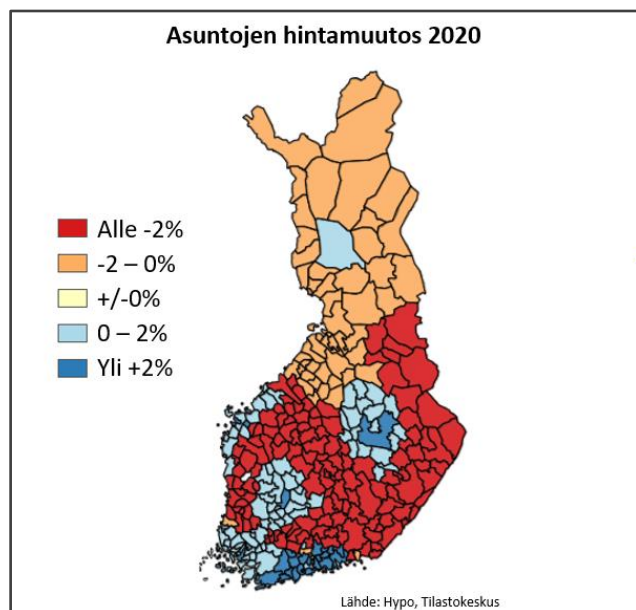 Asuntojen hintamuutos 2020
Alle -2%
-2 – 0%
+/-0%
0 – 2%
Yli +2%
Lähde: Hypo, Tilastokeskus